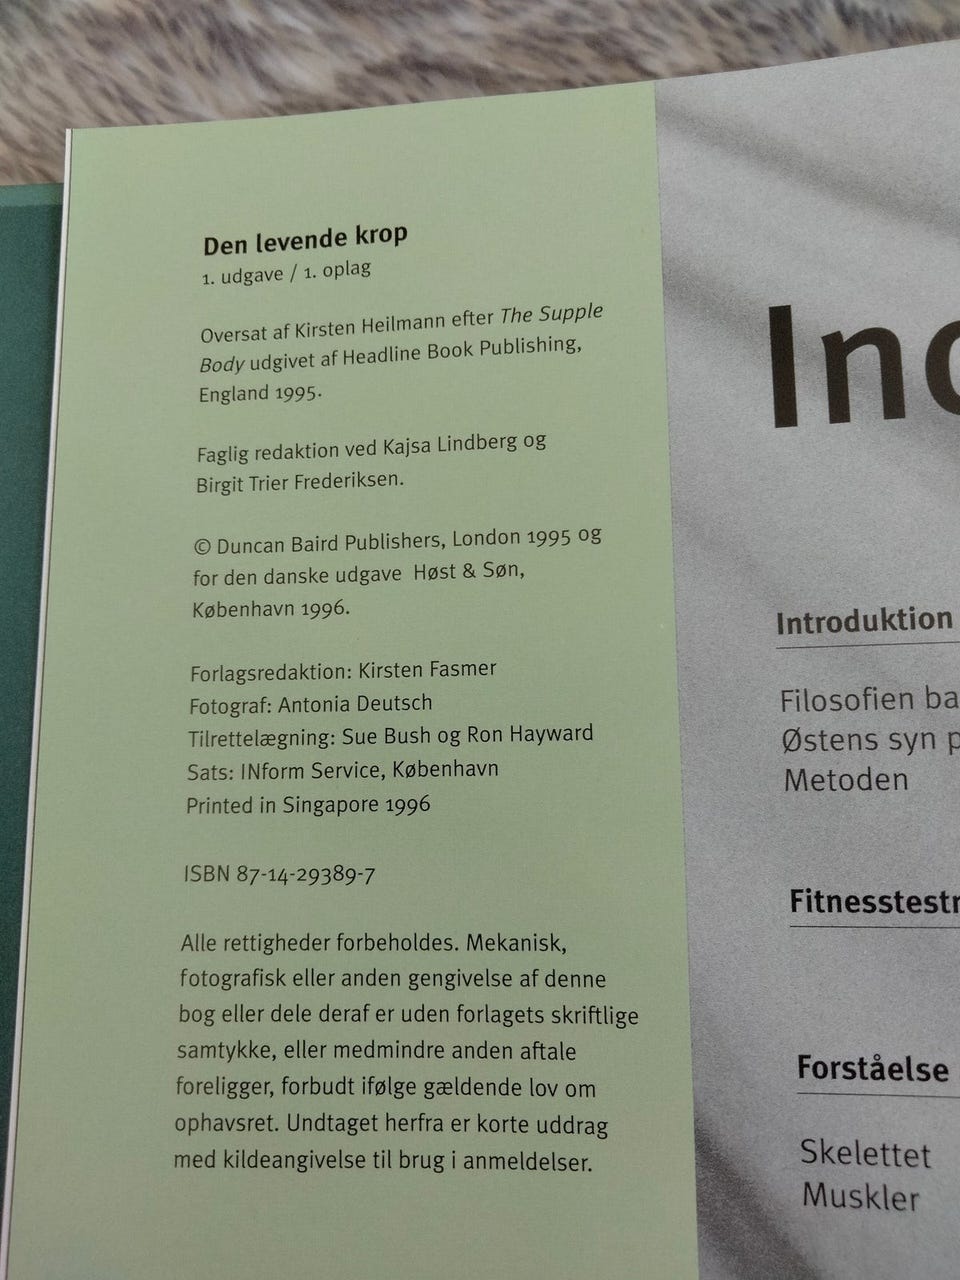 Den levende krop
1. udgave / 1. oplag
Oversat af Kirsten Heilmann efter The Supple
Body udgivet af Headline Book Publishing,
England 1995.
Faglig redaktion ved Kajsa Lindberg og
Birgit Trier Frederiksen.
© Duncan Baird Publishers, London 1995 og
for den danske udgave Høst & Søn,
København 1996.
Forlagsredaktion: Kirsten Fasmer
Fotograf: Antonia Deutsch
Tilrettelægning: Sue Bush og Ron Hayward
Sats: INform Service, København
Printed in Singapore 1996
ISBN 87-14-29389-7
Alle rettigheder forbeholdes. Mekanisk,
fotografisk eller anden gengivelse af denne
bog eller dele deraf er uden forlagets skriftlige
samtykke, eller medmindre anden aftale
foreligger, forbudt ifølge gældende lov om
ophavsret. Undtaget herfra er korte uddrag
med kildeangivelse til brug i anmeldelser.
Introduktion
Filosofien
Østens syn
Metoden
Forståelse
Skelettet
Muskler